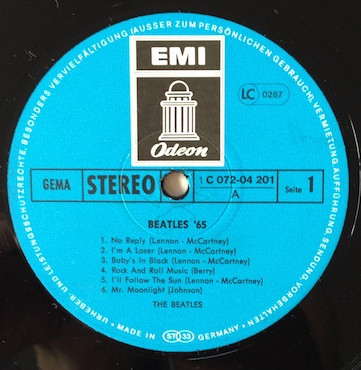 URHEBER- UND LEISTUNGSSCHUTZRECHTE, BESONDERS VERVIELFÄLTIGUNG (AUSSER ZUM PERSÖNLICHEN GEBRAUCH), VERMIETUNG, AUFFÜHRUNG, SENDUNG, VORBEHALTEN
EMI
Odeon
LC 0287
GEMA
STEREO
1 C 072-04 201
A
Seite 1
BEATLES '65
1. No Reply (Lennon - McCartney)
2. I'm A Loser (Lennon - McCartney)
3. Baby's In Black (Lennon - McCartney)
4. Rock And Roll Music (Berry)
5. I'll Follow The Sun (Lennon - McCartney)
6. Mr. Moonlight (Johnson)
THE BEATLES
MADE IN GERMANY
ST 33